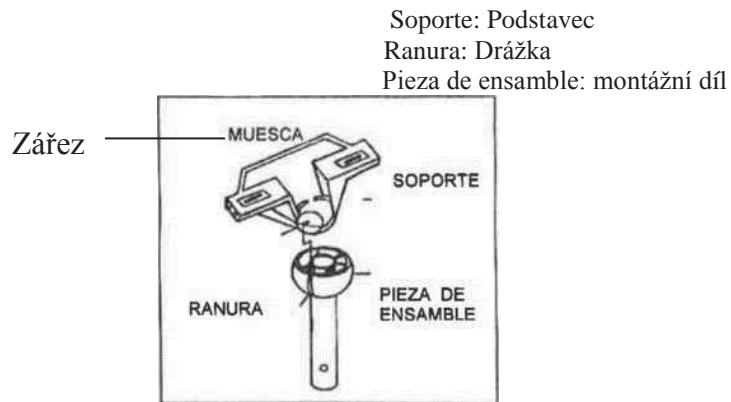 Soporte: Podstavec
Ranura: Drážka
Pieza de ensamble: montážní díl
Zářez
MUESCA
SOPORTE
RANURA
PIEZA DE
ENSAMBLE